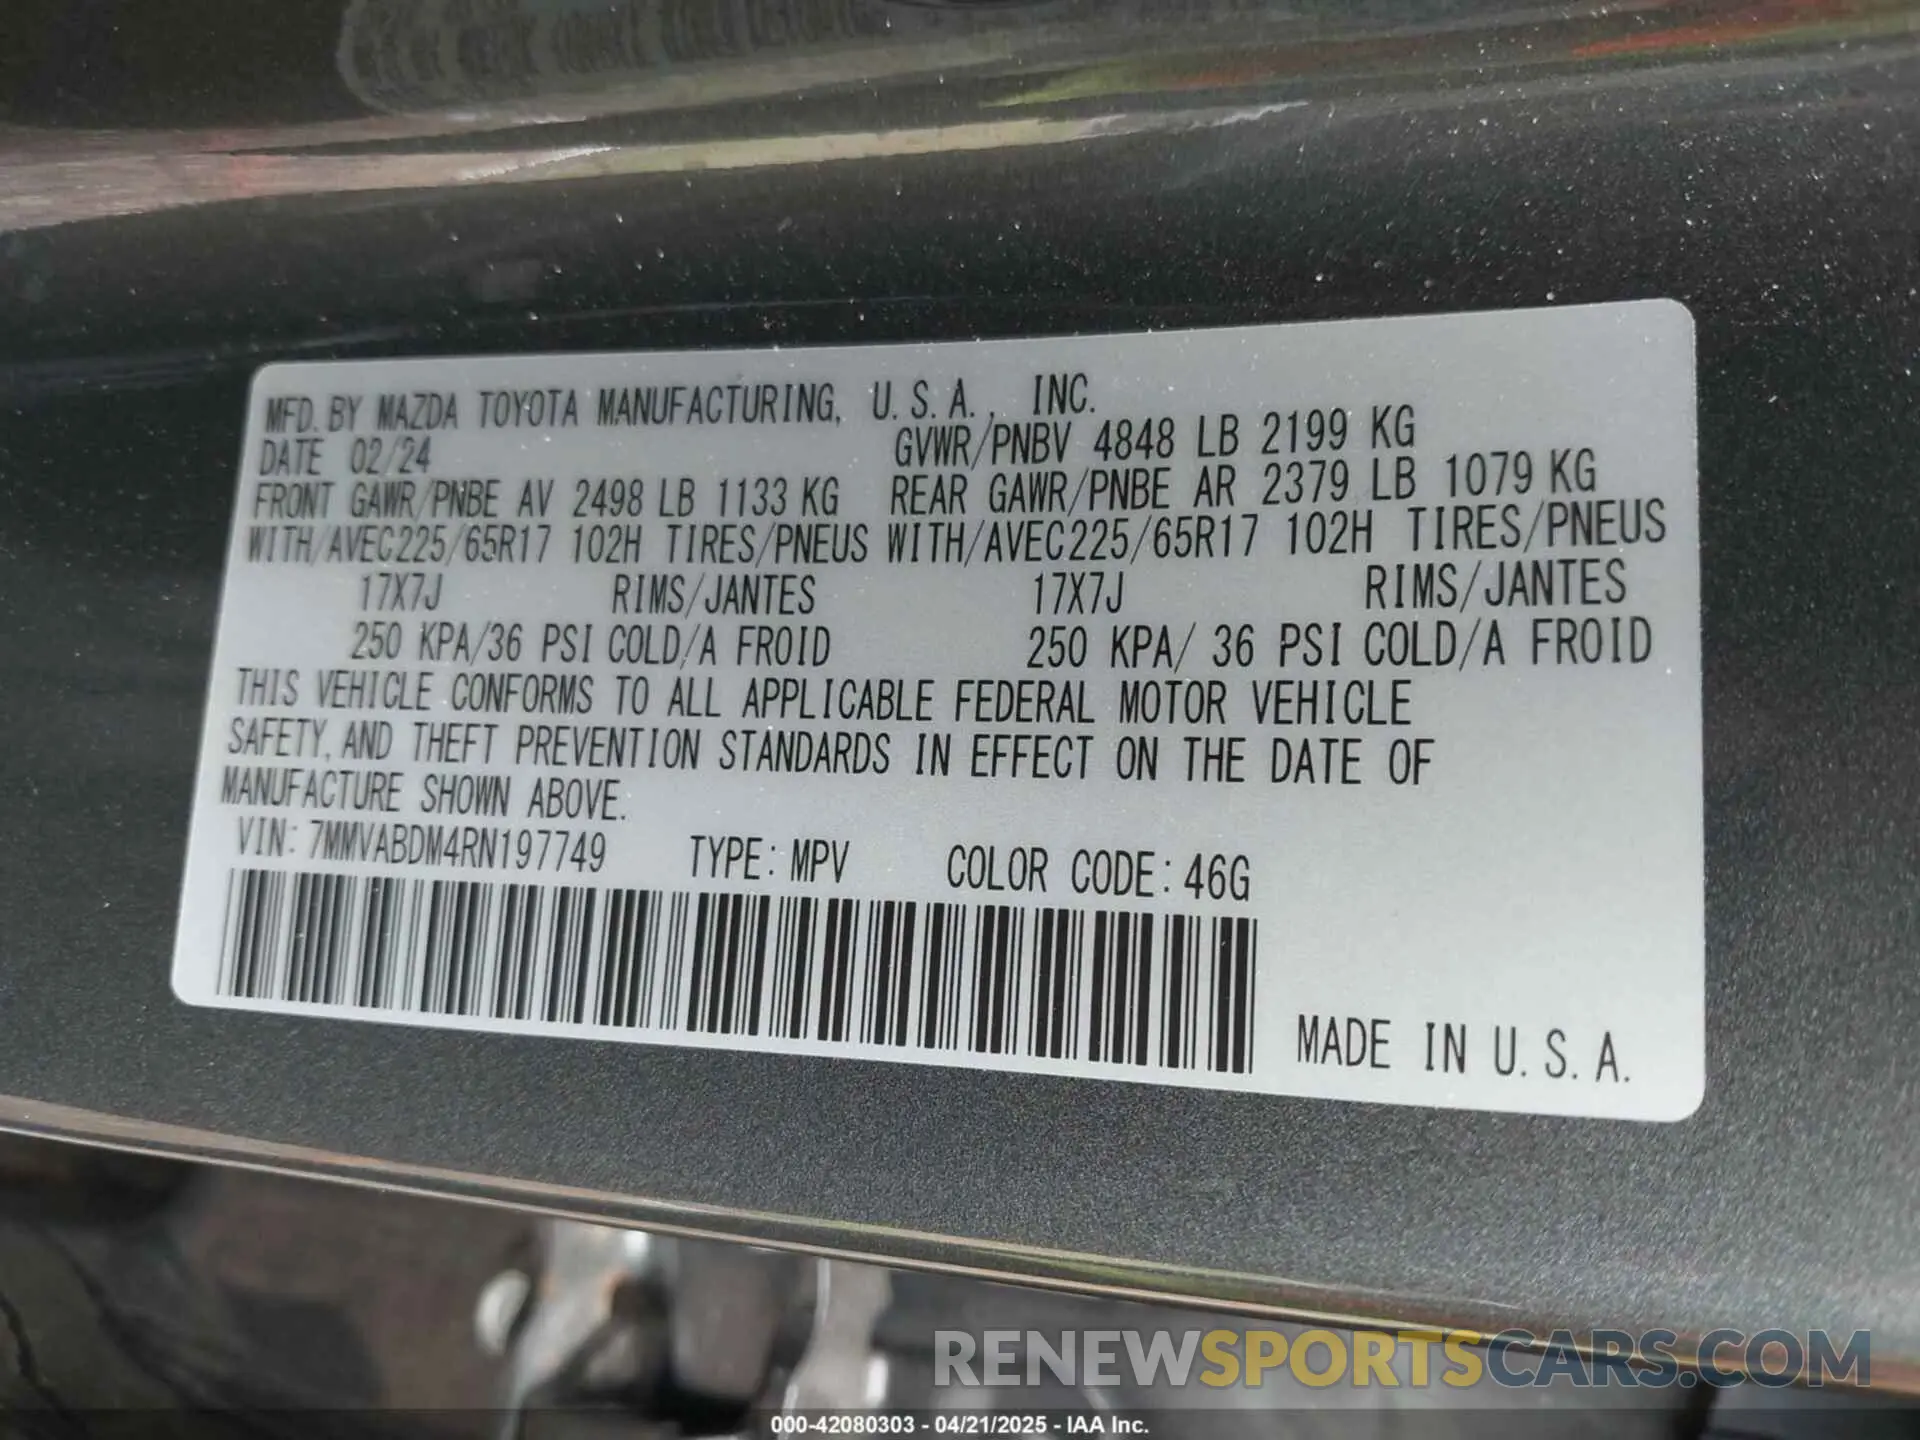 MFD. BY MAZDA TOYOTA MANUFACTURING, U.S.A., INC.
DATE 02/24 GVWR/PNBV 4848 LB 2199 KG
FRONT GAWR/PNBE AV 2498 LB 1133 KG REAR GAWR/PNBE AR 2379 LB 1079 KG
WITH/AVEC225/65R17 102H TIRES/PNEUS WITH/AVEC225/65R17 102H TIRES/PNEUS
17X7J RIMS/JANTES 17X7J RIMS/JANTES
250 KPA/36 PSI COLD/A FROID 250 KPA/ 36 PSI COLD/A FROID
THIS VEHICLE CONFORMS TO ALL APPLICABLE FEDERAL MOTOR VEHICLE
SAFETY, AND THEFT PREVENTION STANDARDS IN EFFECT ON THE DATE OF
MANUFACTURE SHOWN ABOVE.
VIN: 7MMVABDM4RN197749 TYPE: MPV COLOR CODE: 46G
MADE IN U.S.A.
RENEWSPORTSCARS.COM
000-42080303 - 04/21/2025 - IAA Inc.